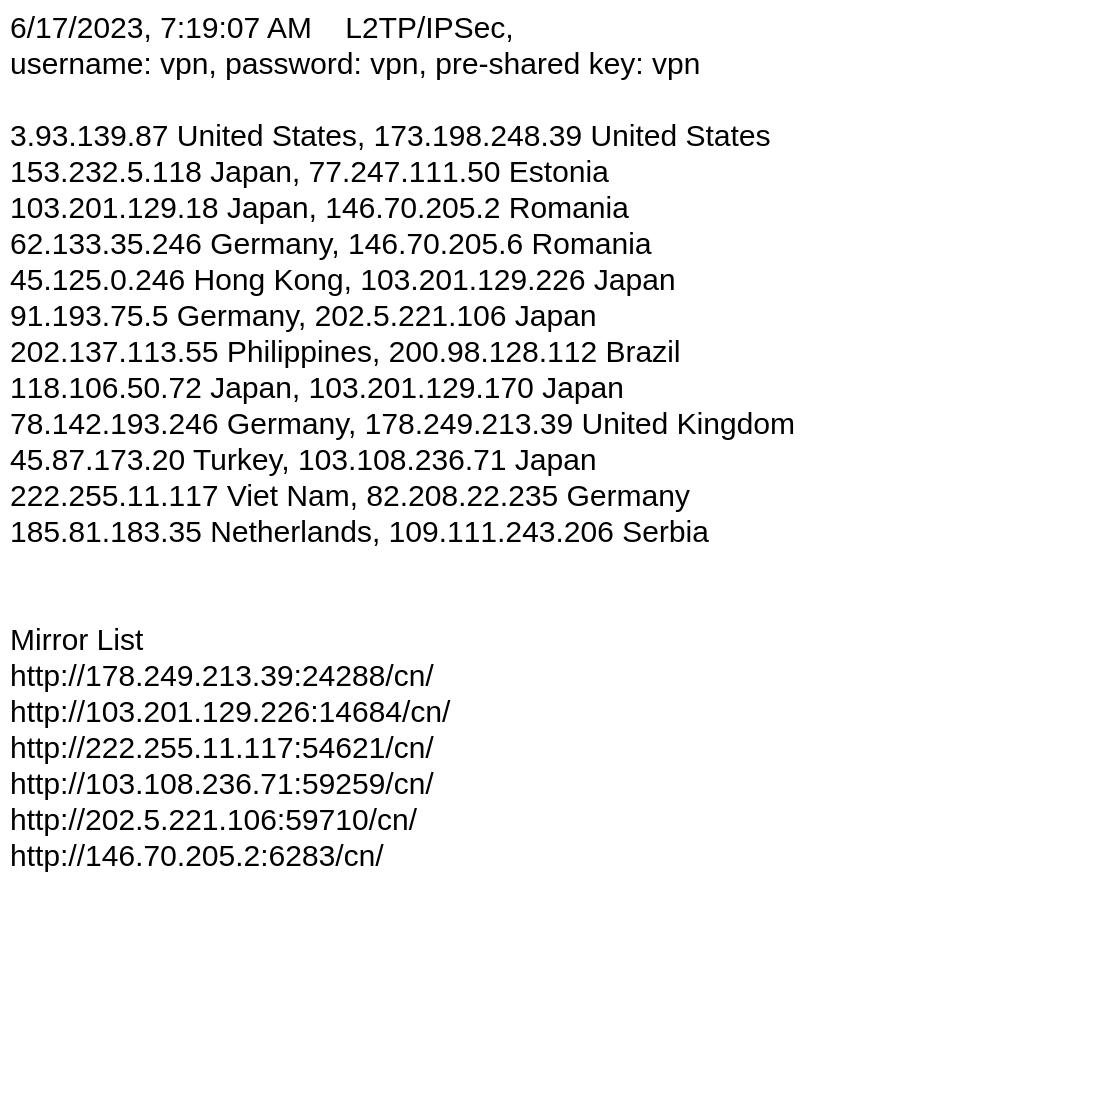 6/17/2023, 7:19:07 AM    L2TP/IPSec,
username: vpn, password: vpn, pre-shared key: vpn
3.93.139.87 United States, 173.198.248.39 United States
153.232.5.118 Japan, 77.247.111.50 Estonia
103.201.129.18 Japan, 146.70.205.2 Romania
62.133.35.246 Germany, 146.70.205.6 Romania
45.125.0.246 Hong Kong, 103.201.129.226 Japan
91.193.75.5 Germany, 202.5.221.106 Japan
202.137.113.55 Philippines, 200.98.128.112 Brazil
118.106.50.72 Japan, 103.201.129.170 Japan
78.142.193.246 Germany, 178.249.213.39 United Kingdom
45.87.173.20 Turkey, 103.108.236.71 Japan
222.255.11.117 Viet Nam, 82.208.22.235 Germany
185.81.183.35 Netherlands, 109.111.243.206 Serbia
Mirror List
http://178.249.213.39:24288/cn/
http://103.201.129.226:14684/cn/
http://222.255.11.117:54621/cn/
http://103.108.236.71:59259/cn/
http://202.5.221.106:59710/cn/
http://146.70.205.2:6283/cn/